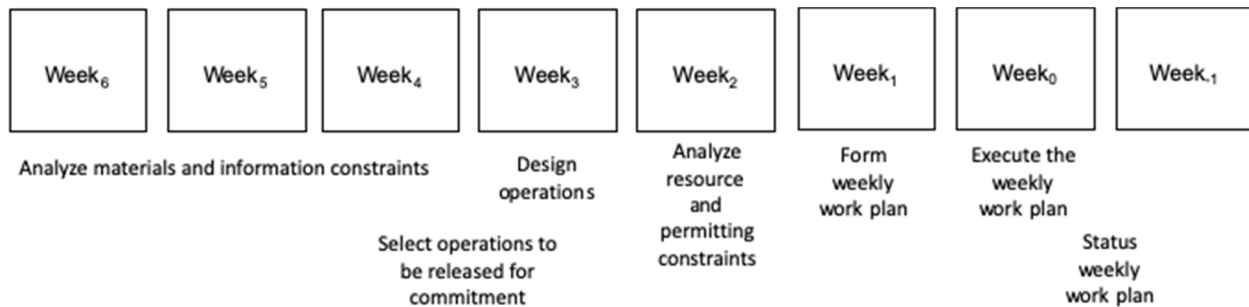 Week₆ Week₅ Week₄ Week₃ Week₂ Week₁ Week₀ Week₋₁
Analyze materials and information constraints
Design
operations
Analyze
resource
and
permitting
constraints
Form
weekly
work plan
Execute the
weekly
work plan
Select operations to
be released for
commitment
Status
weekly
work plan